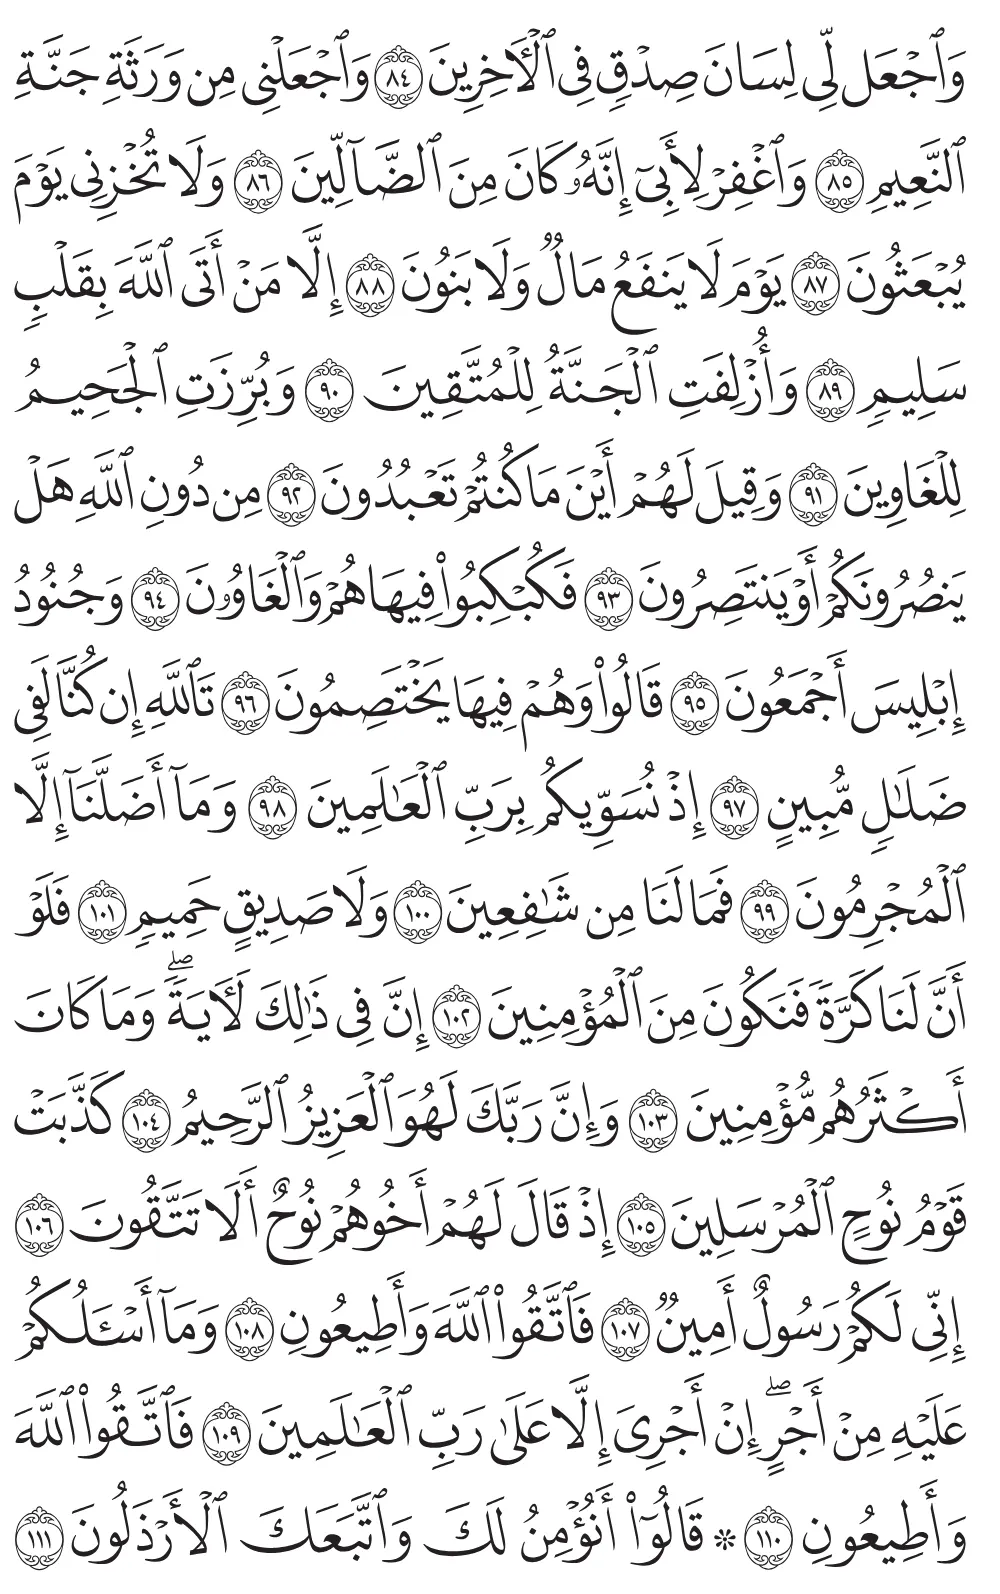 وَٱجۡعَل لِّي لِسَانَ صِدۡقٖ فِي ٱلۡأٓخِرِينَ ٨٤ وَٱجۡعَلۡنِي مِن وَرَثَةِ جَنَّةِ
ٱلنَّعِيمِ ٨٥ وَٱغۡفِرۡ لِأَبِيٓ إِنَّهُۥ كَانَ مِنَ ٱلضَّآلِّينَ ٨٦ وَلَا تُخۡزِنِي يَوۡمَ
يُبۡعَثُونَ ٨٧ يَوۡمَ لَا يَنفَعُ مَالٞ وَلَا بَنُونَ ٨٨ إِلَّا مَنۡ أَتَى ٱللَّهَ بِقَلۡبٖ
سَلِيمٖ ٨٩ وَأُزۡلِفَتِ ٱلۡجَنَّةُ لِلۡمُتَّقِينَ ٩٠ وَبُرِّزَتِ ٱلۡجَحِيمُ
لِلۡغَاوِينَ ٩١ وَقِيلَ لَهُمۡ أَيۡنَ مَا كُنتُمۡ تَعۡبُدُونَ ٩٢ مِن دُونِ ٱللَّهِ هَلۡ
يَنصُرُونَكُمۡ أَوۡ يَنتَصِرُونَ ٩٣ فَكُبۡكِبُواْ فِيهَا هُمۡ وَٱلۡغَاوُۥنَ ٩٤ وَجُنُودُ
إِبۡلِيسَ أَجۡمَعُونَ ٩٥ قَالُواْ وَهُمۡ فِيهَا يَخۡتَصِمُونَ ٩٦ تَٱللَّهِ إِن كُنَّا لَفِي
ضَلَٰلٖ مُّبِينٍ ٩٧ إِذۡ نُسَوِّيكُم بِرَبِّ ٱلۡعَٰلَمِينَ ٩٨ وَمَآ أَضَلَّنَآ إِلَّا
ٱلۡمُجۡرِمُونَ ٩٩ فَمَا لَنَا مِن شَٰفِعِينَ ١٠٠ وَلَا صَدِيقٍ حَمِيمٖ ١٠١ فَلَوۡ
أَنَّ لَنَا كَرَّةٗ فَنَكُونَ مِنَ ٱلۡمُؤۡمِنِينَ ١٠٢ إِنَّ فِي ذَٰلِكَ لَأٓيَةٗۖ وَمَا كَانَ
أَكۡثَرُهُم مُّؤۡمِنِينَ ١٠٣ وَإِنَّ رَبَّكَ لَهُوَ ٱلۡعَزِيزُ ٱلرَّحِيمُ ١٠٤ كَذَّبَتۡ
قَوۡمُ نُوحٍ ٱلۡمُرۡسَلِينَ ١٠٥ إِذۡ قَالَ لَهُمۡ أَخُوهُمۡ نُوحٌ أَلَا تَتَّقُونَ ١٠٦
إِنِّي لَكُمۡ رَسُولٌ أَمِينٞ ١٠٧ فَٱتَّقُواْ ٱللَّهَ وَأَطِيعُونِ ١٠٨ وَمَآ أَسۡـَٔلُكُمۡ
عَلَيۡهِ مِنۡ أَجۡرٍۖ إِنۡ أَجۡرِيَ إِلَّا عَلَىٰ رَبِّ ٱلۡعَٰلَمِينَ ١٠٩ فَٱتَّقُواْ ٱللَّهَ
وَأَطِيعُونِ ١١٠ ۞ قَالُوٓاْ أَنُؤۡمِنُ لَكَ وَٱتَّبَعَكَ ٱلۡأَرۡذَلُونَ ١١١